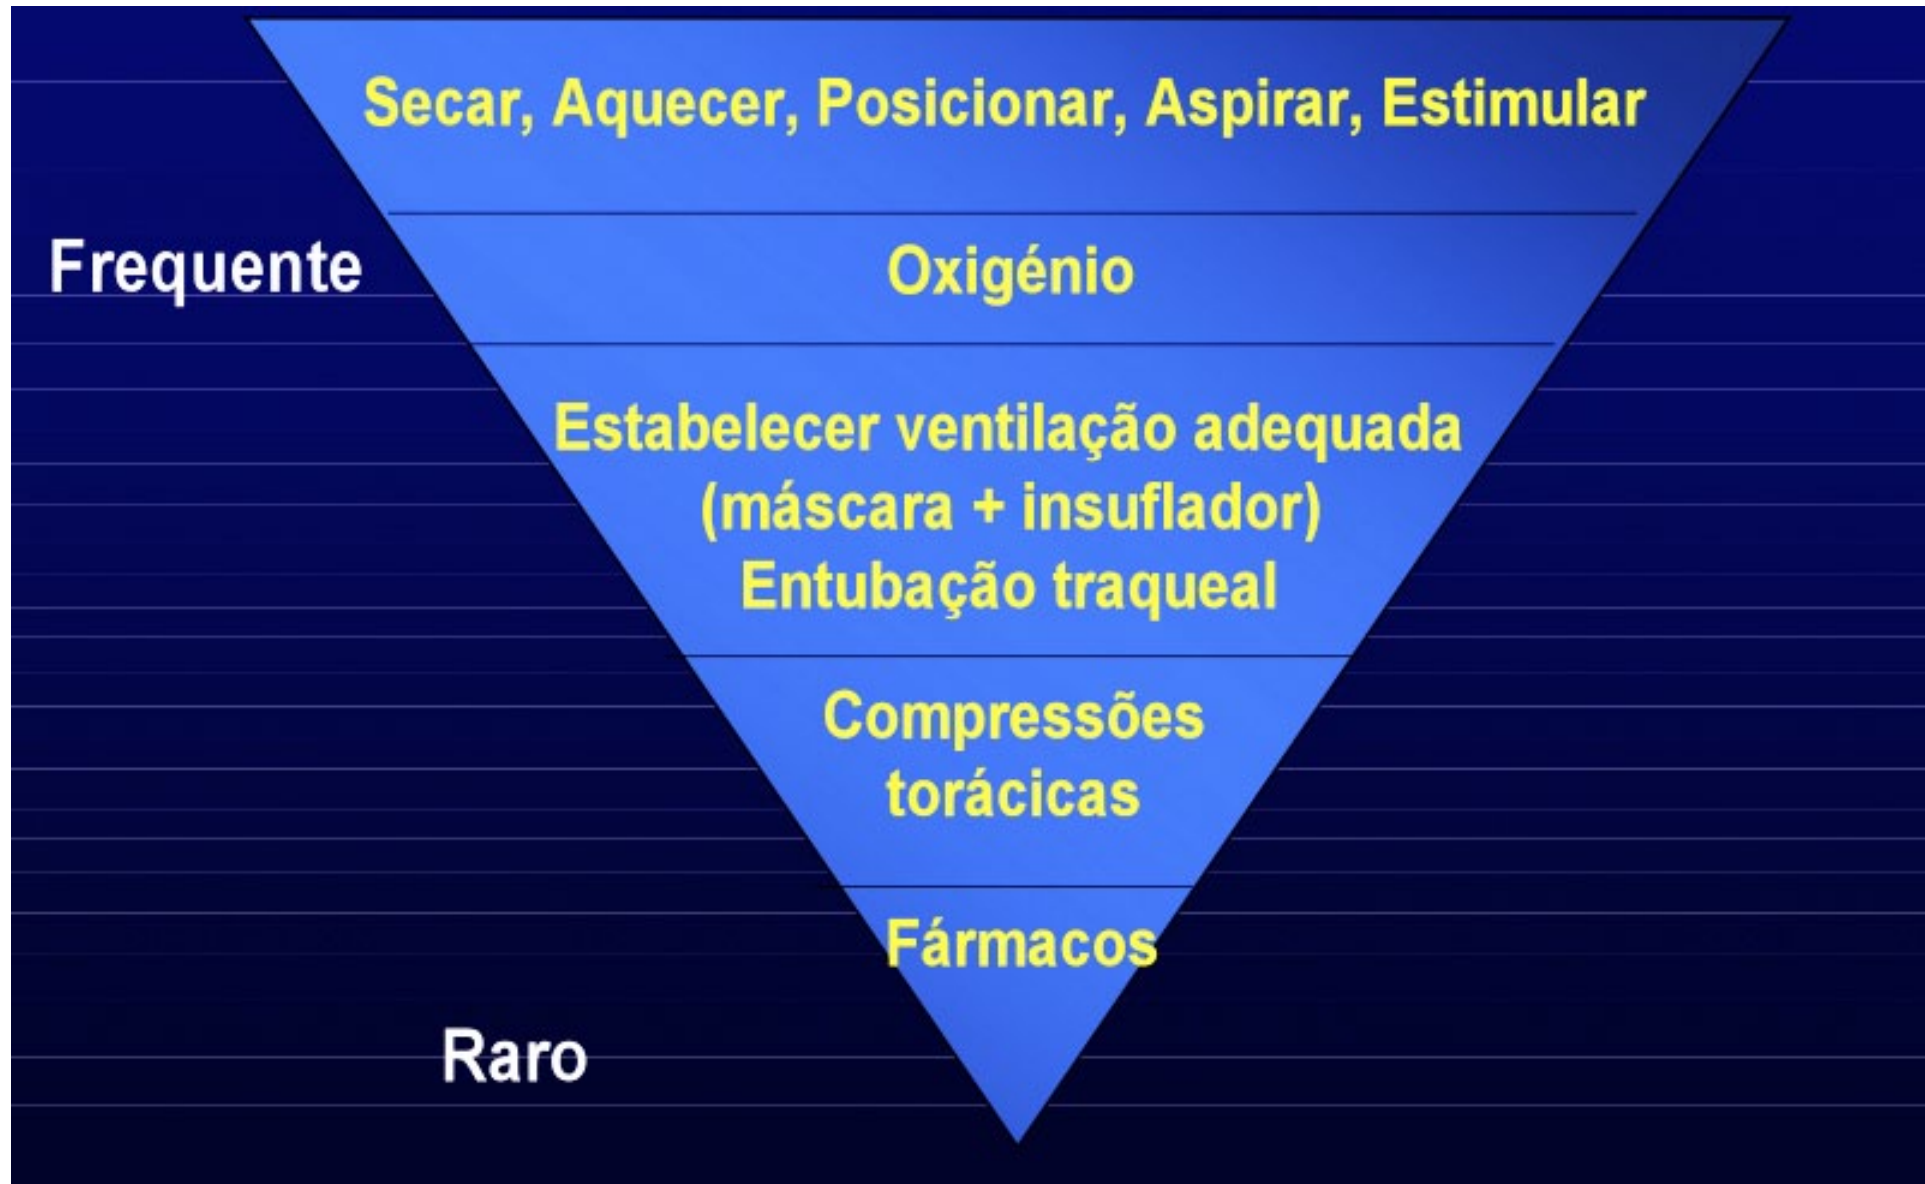 Secar, Aquecer, Posicionar, Aspirar, Estimular
Frequente
Oxigénio
Estabelecer ventilação adequada
(máscara + insuflador)
Entubação traqueal
Compressões
torácicas
Fármacos
Raro